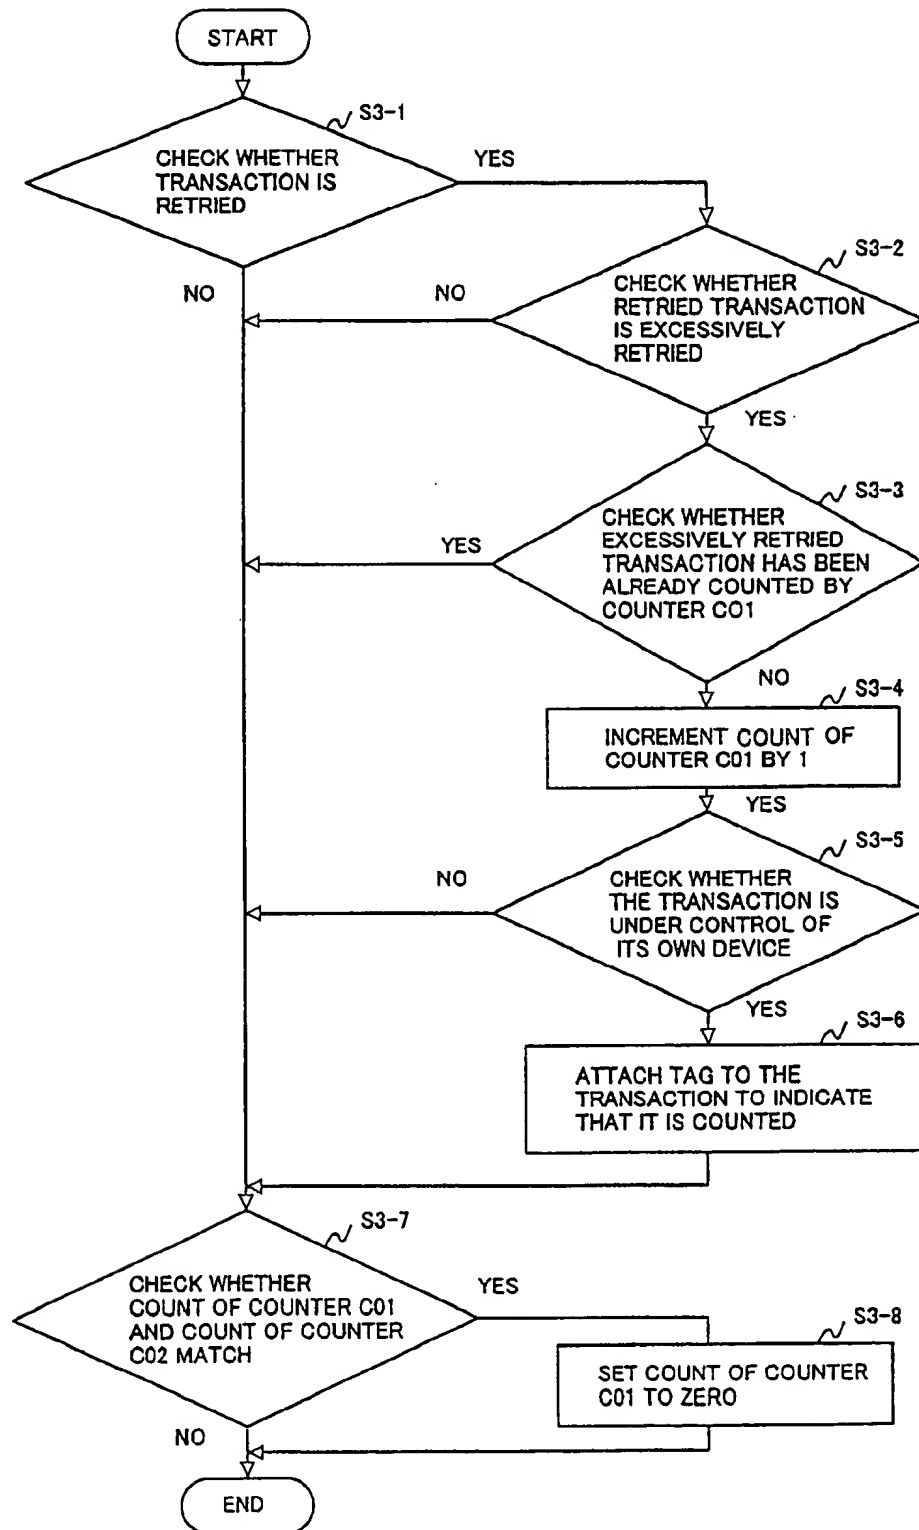 START
S3-1
CHECK WHETHER
TRANSACTION IS
RETRIED
YES
NO
S3-2
CHECK WHETHER
RETRIED TRANSACTION
IS EXCESSIVELY
RETRIED
NO
YES
S3-3
CHECK WHETHER
EXCESSIVELY RETRIED
TRANSACTION HAS BEEN
ALREADY COUNTED BY
COUNTER C01
YES
NO
S3-4
INCREMENT COUNT OF
COUNTER C01 BY 1
YES
S3-5
CHECK WHETHER
THE TRANSACTION IS
UNDER CONTROL OF
ITS OWN DEVICE
NO
YES
S3-6
ATTACH TAG TO THE
TRANSACTION TO INDICATE
THAT IT IS COUNTED
S3-7
CHECK WHETHER
COUNT OF COUNTER C01
AND COUNT OF COUNTER
C02 MATCH
YES
S3-8
SET COUNT OF COUNTER
C01 TO ZERO
NO
END